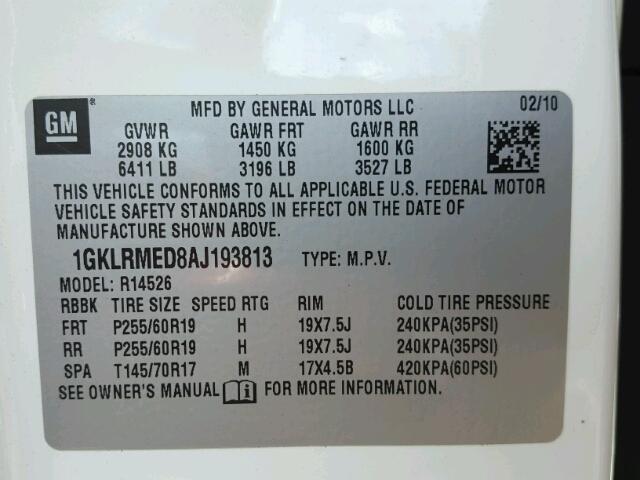 GM®
MFD BY GENERAL MOTORS LLC 02/10
GVWR GAWR FRT GAWR RR
2908 KG 1450 KG 1600 KG
6411 LB 3196 LB 3527 LB
THIS VEHICLE CONFORMS TO ALL APPLICABLE U.S. FEDERAL MOTOR
VEHICLE SAFETY STANDARDS IN EFFECT ON THE DATE OF
MANUFACTURE SHOWN ABOVE.
1GKLRMED8AJ193813 TYPE: M.P.V.
MODEL: R14526
RBBK TIRE SIZE SPEED RTG RIM COLD TIRE PRESSURE
FRT P255/60R19 H 19X7.5J 240KPA(35PSI)
RR P255/60R19 H 19X7.5J 240KPA(35PSI)
SPA T145/70R17 M 17X4.5B 420KPA(60PSI)
SEE OWNER'S MANUAL i FOR MORE INFORMATION.